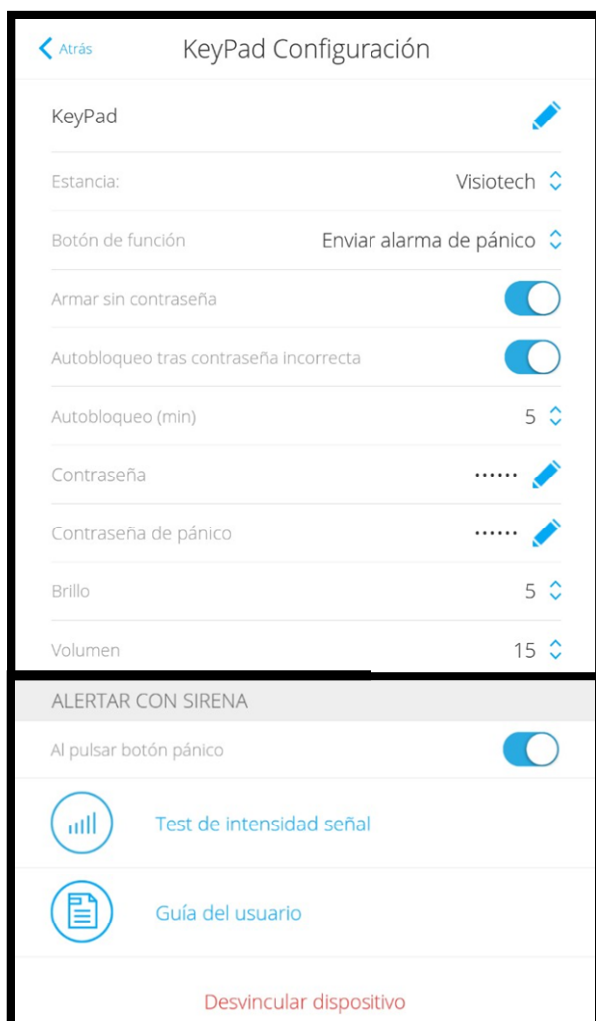 Atrás KeyPad Configuración
KeyPad
Estancia: Visiotech
Botón de función Enviar alarma de pánico
Armar sin contraseña
Autobloqueo tras contraseña incorrecta
Autobloqueo (min) 5
Contraseña ······
Contraseña de pánico ······
Brillo 5
Volumen 15
ALERTAR CON SIRENA
Al pulsar botón pánico
Test de intensidad señal
Guía del usuario
Desvincular dispositivo